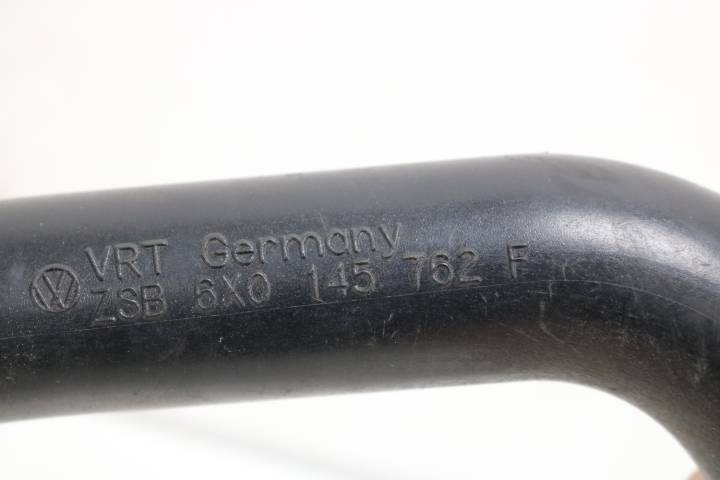 VRT Germany
ZSB 6X0 145 762 F